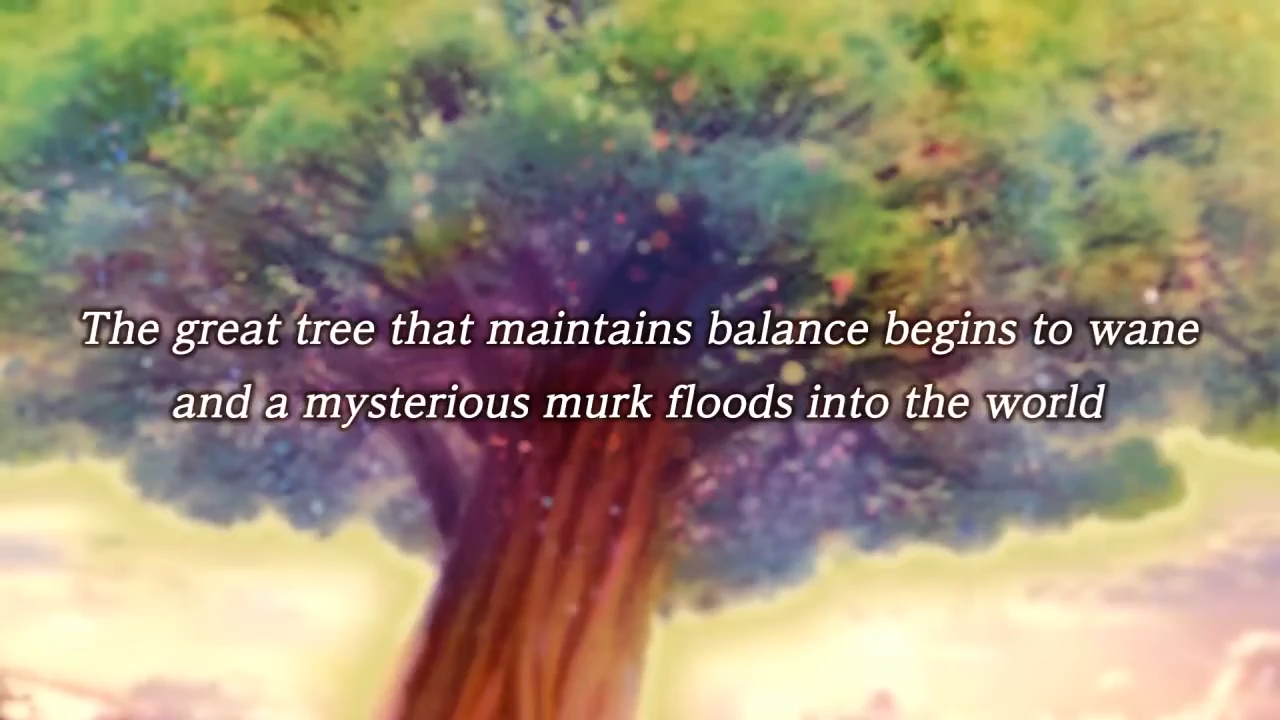 The great tree that maintains balance begins to wane
and a mysterious murk floods into the world